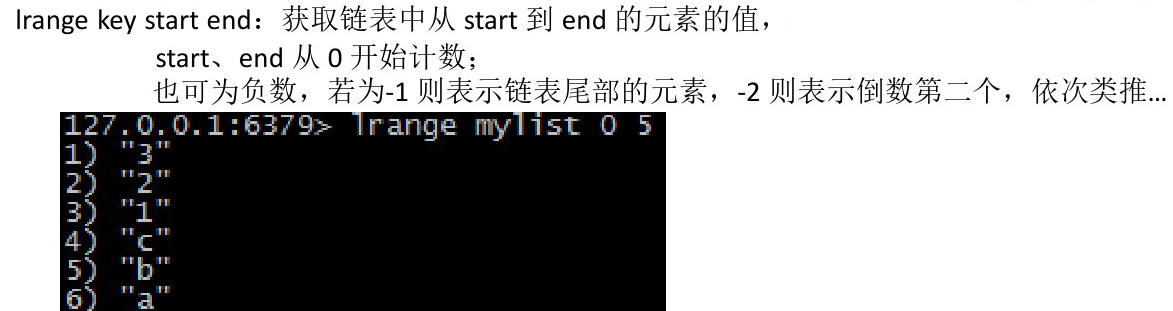 lrange key start end：获取链表中从 start 到 end 的元素的值，
start、end 从 0 开始计数；
也可为负数，若为-1 则表示链表尾部的元素，-2 则表示倒数第二个，依次类推…
127.0.0.1:6379> lrange mylist 0 5
1) "3"
2) "2"
3) "1"
4) "c"
5) "b"
6) "a"